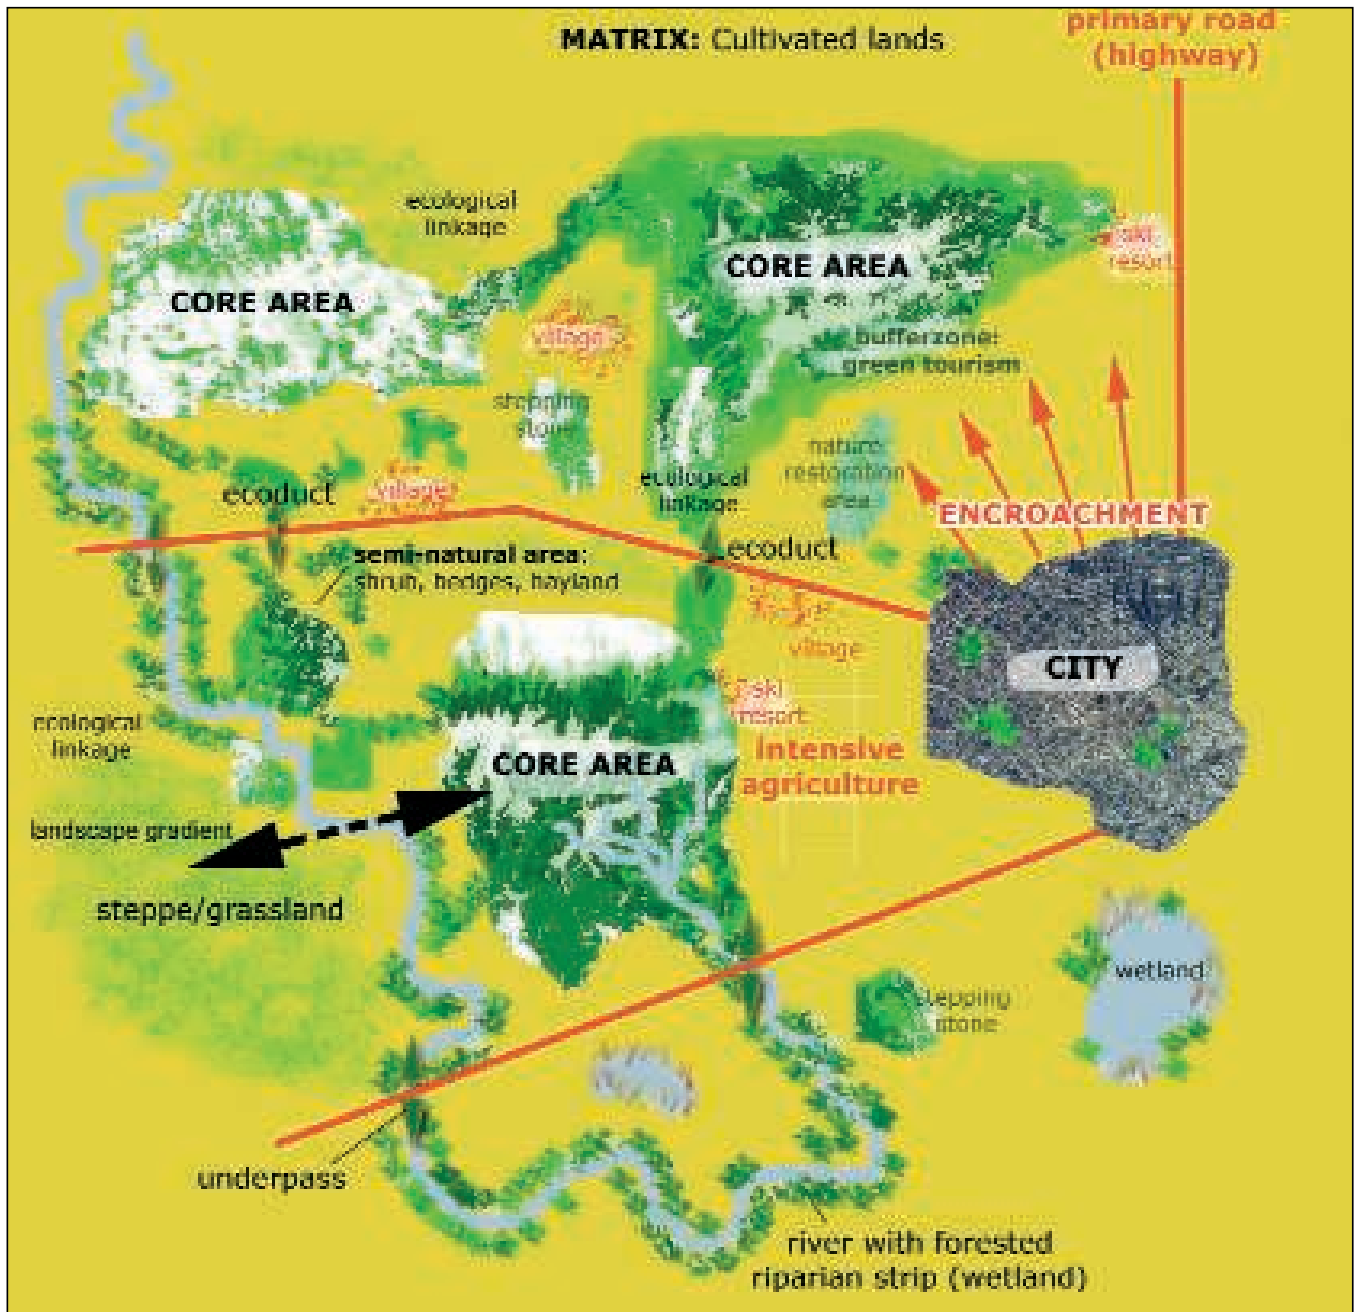 MATRIX: Cultivated lands
primary road
(highway)
ecological
linkage
CORE AREA
CORE AREA
ski
resort
village
bufferzone:
green tourism
stepping
stone
nature
restoration
area
ecological
linkage
ecoduct
village
ENCROACHMENT
ecoduct
semi-natural area:
shrub, hedges, hayland
village
CITY
ski
resort
ecological
linkage
intensive
agriculture
CORE AREA
landscape gradient
steppe/grassland
wetland
stepping
stone
underpass
river with forested
riparian strip (wetland)